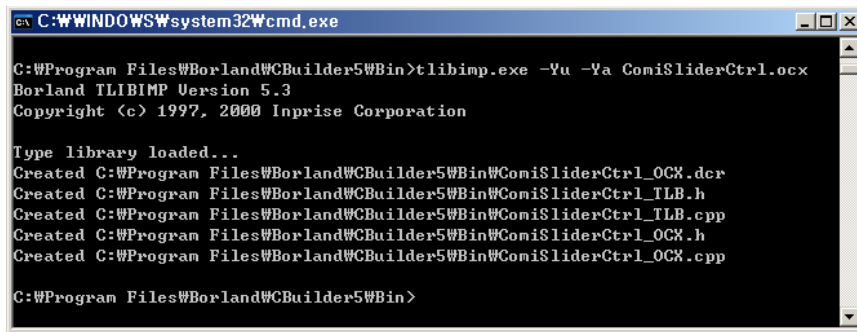 C:₩WINDOWS₩system32₩cmd.exe
C:₩Program Files₩Borland₩CBuilder5₩Bin>tlibimp.exe -Yu -Ya ComiSliderCtrl.ocx
Borland TLIBIMP Version 5.3
Copyright (c) 1997, 2000 Inprise Corporation
Type library loaded...
Created C:₩Program Files₩Borland₩CBuilder5₩Bin₩ComiSliderCtrl_OCX.dcr
Created C:₩Program Files₩Borland₩CBuilder5₩Bin₩ComiSliderCtrl_TLB.h
Created C:₩Program Files₩Borland₩CBuilder5₩Bin₩ComiSliderCtrl_TLB.cpp
Created C:₩Program Files₩Borland₩CBuilder5₩Bin₩ComiSliderCtrl_OCX.h
Created C:₩Program Files₩Borland₩CBuilder5₩Bin₩ComiSliderCtrl_OCX.cpp
C:₩Program Files₩Borland₩CBuilder5₩Bin>